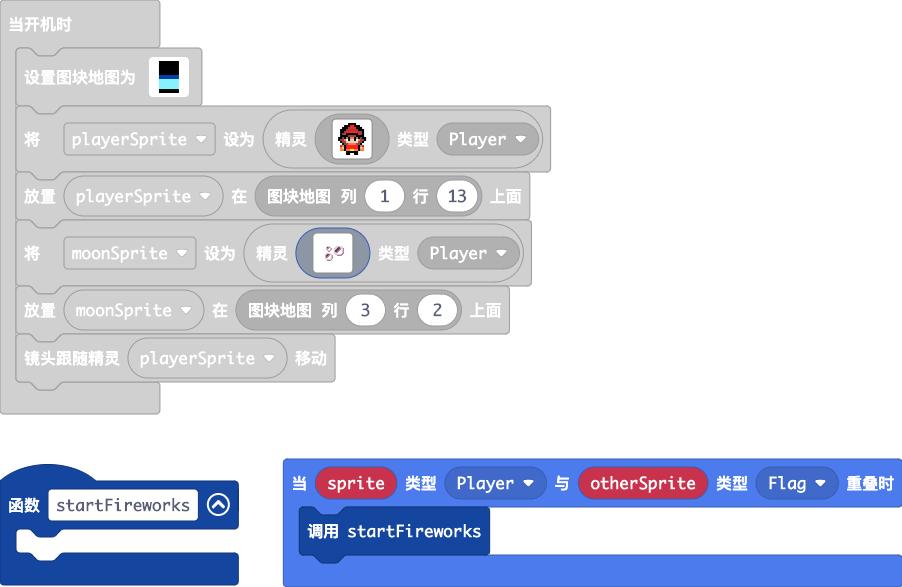 当开机时
设置图块地图为
将 playerSprite 设为 精灵 类型 Player
放置 playerSprite 在 图块地图 列 1 行 13 上面
将 moonSprite 设为 精灵 类型 Player
放置 moonSprite 在 图块地图 列 3 行 2 上面
镜头跟随精灵 playerSprite 移动
函数 startFireworks
当 sprite 类型 Player 与 otherSprite 类型 Flag 重叠时
调用 startFireworks